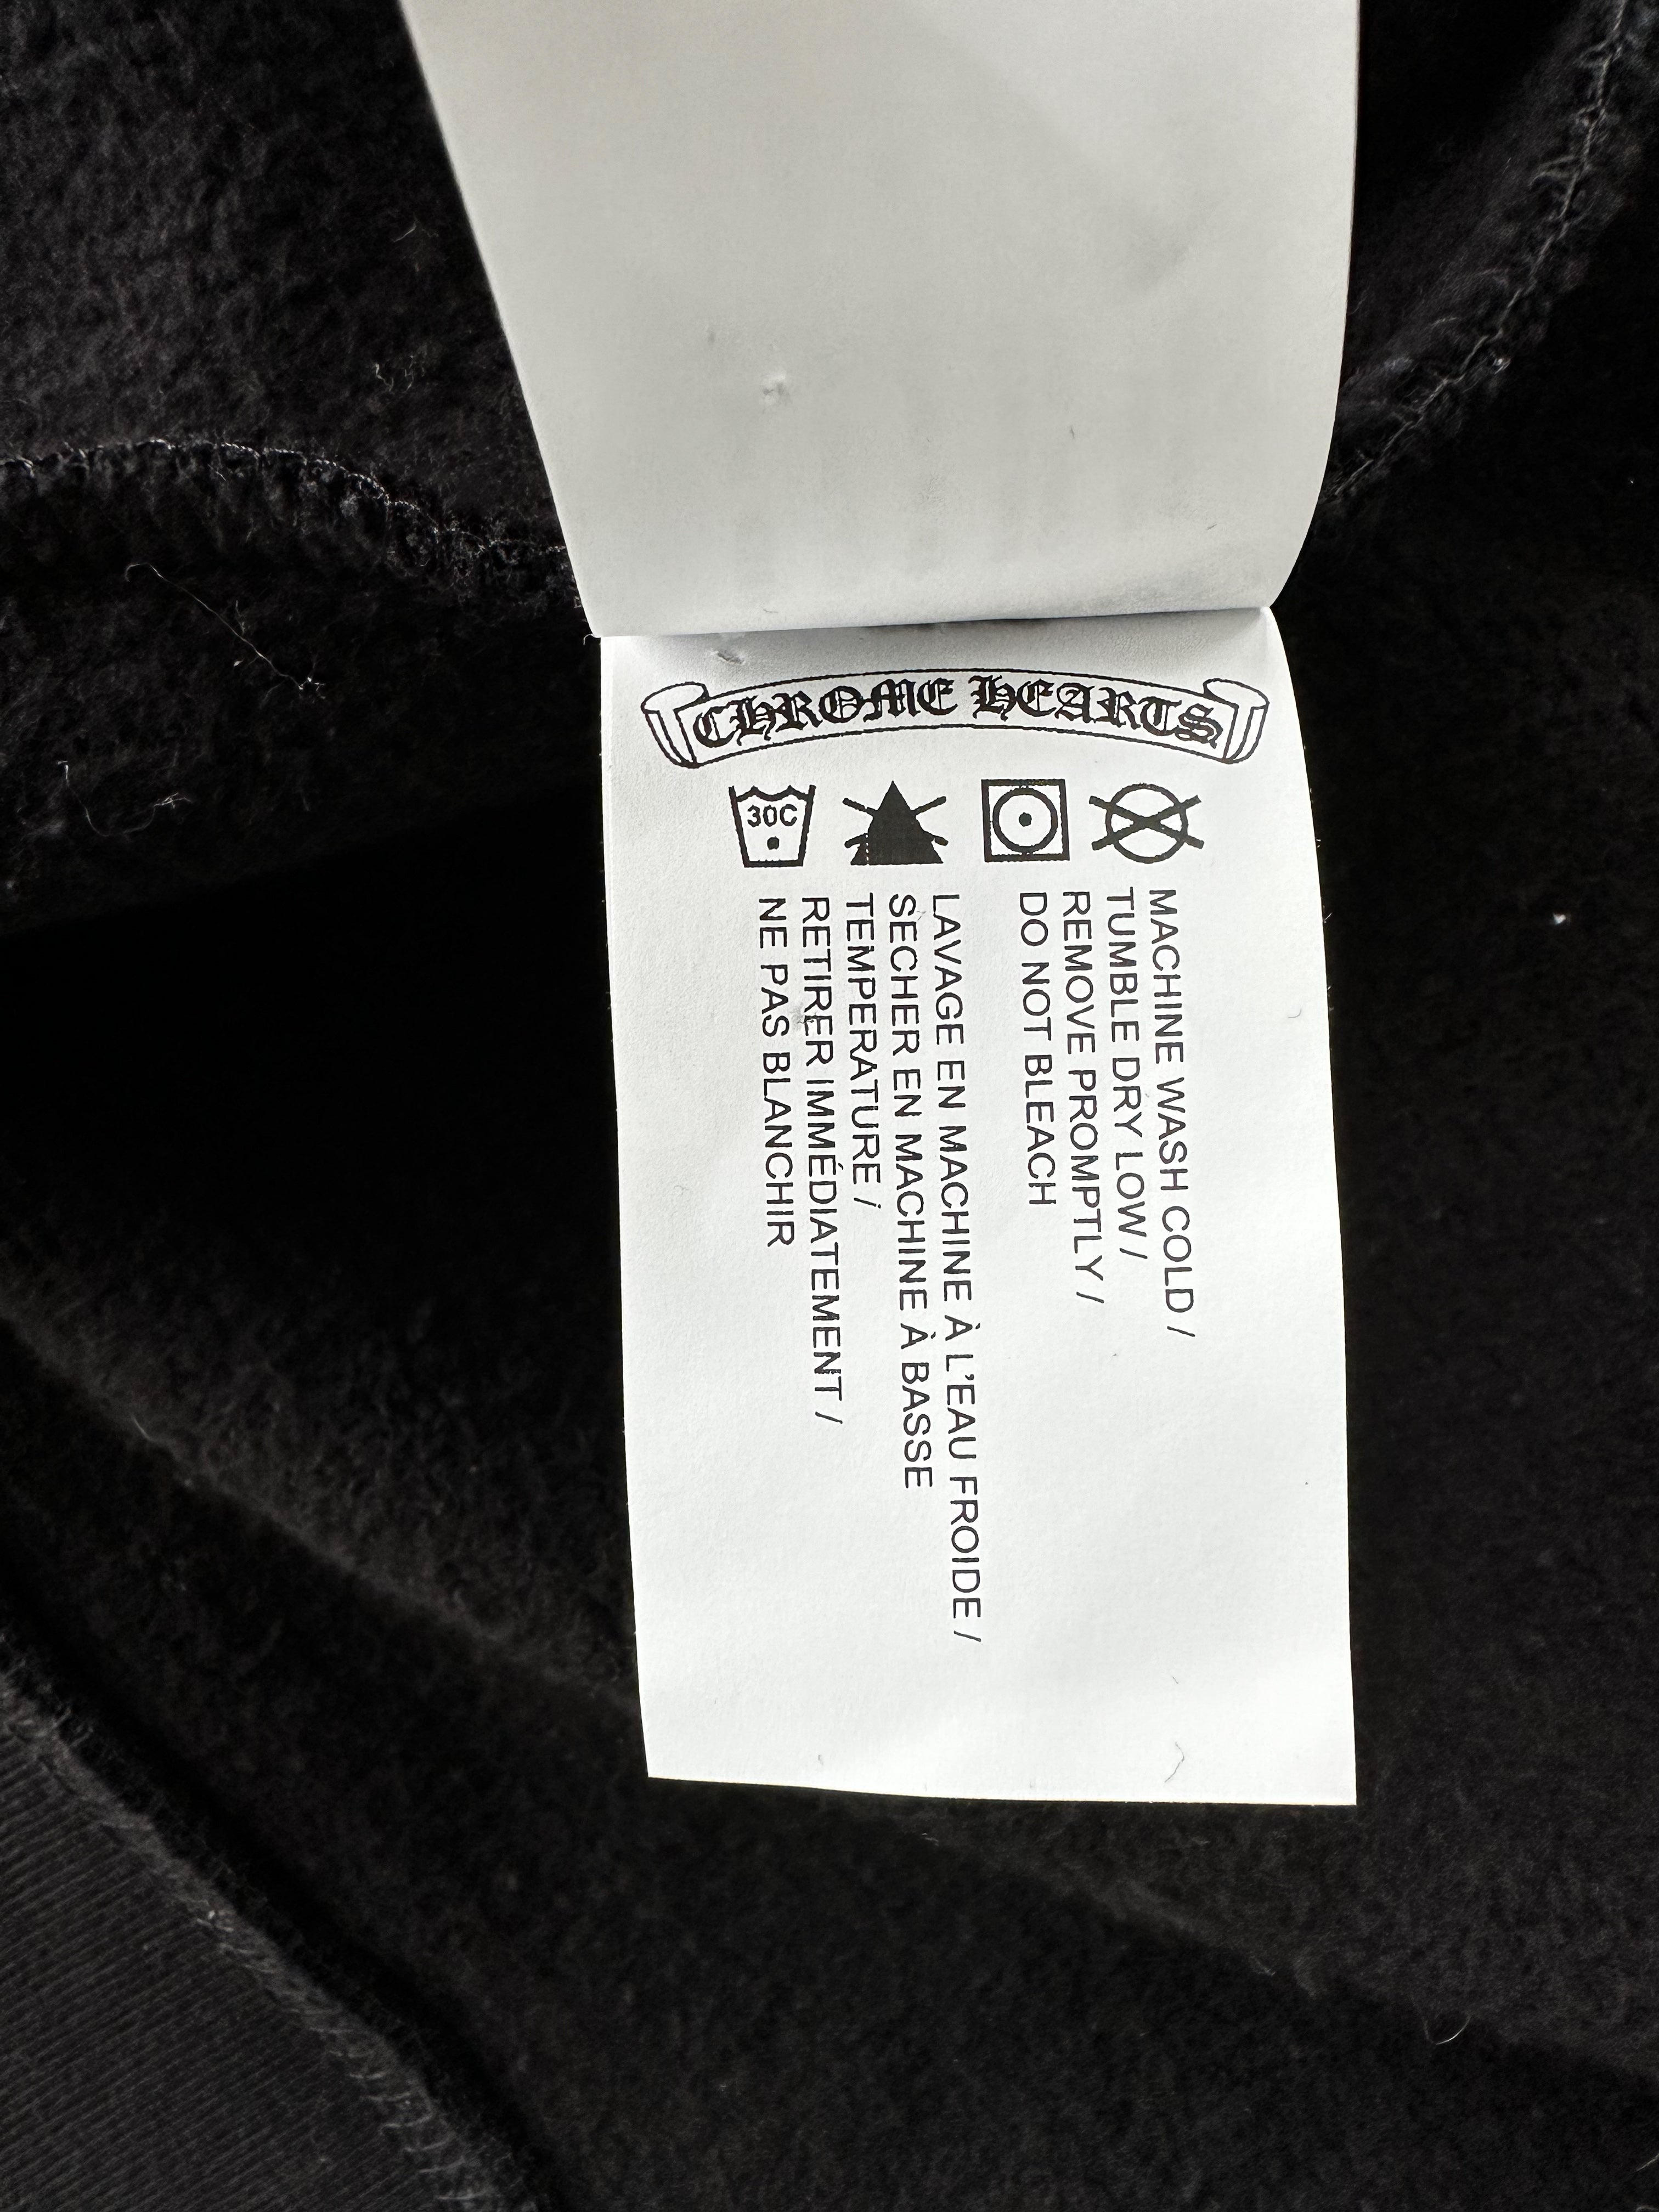 CHROME HEARTS
30C
MACHINE WASH COLD /
TUMBLE DRY LOW /
REMOVE PROMPTLY /
DO NOT BLEACH
LAVAGE EN MACHINE À L'EAU FROIDE /
SECHER EN MACHINE À BASSE
TEMPERATURE /
RETIRER IMMÉDIATEMENT /
NE PAS BLANCHIR